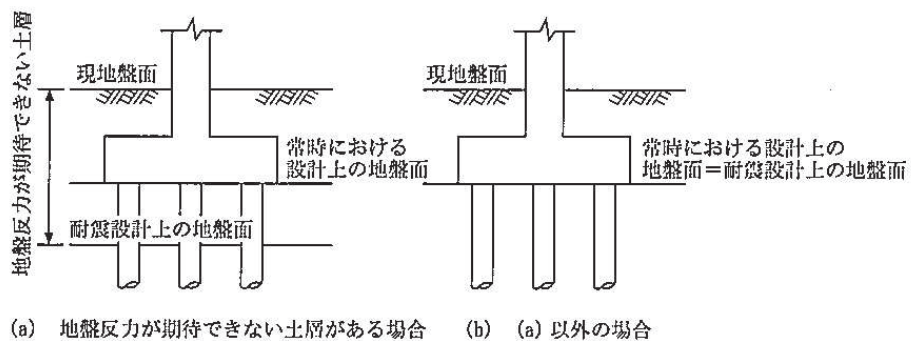 地盤反力が期待できない土層
現地盤面
常時における
設計上の地盤面
耐震設計上の地盤面
(a) 地盤反力が期待できない土層がある場合
現地盤面
常時における設計上の
地盤面=耐震設計上の地盤面
(b) (a)以外の場合